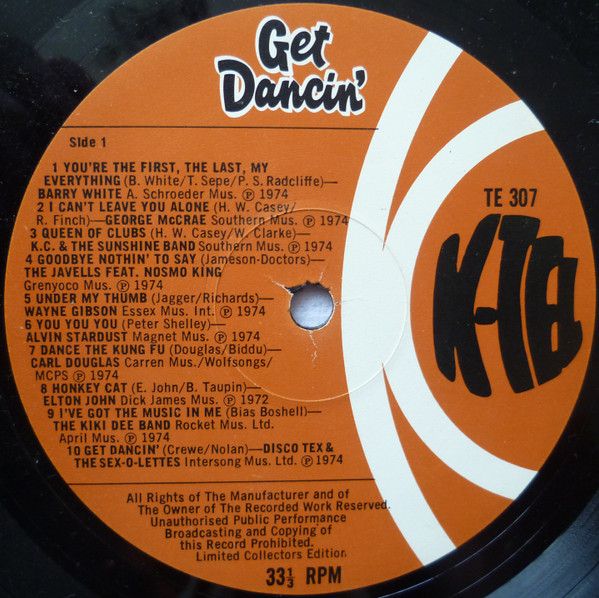 Get
Dancin'
Side 1
1 YOU'RE THE FIRST, THE LAST, MY
EVERYTHING (B. White/T. Sepe/P. S. Radcliffe)—
BARRY WHITE A. Schroeder Mus. Ⓟ 1974
2 I CAN'T LEAVE YOU ALONE (H. W. Casey/
R. Finch)—GEORGE McCRAE Southern Mus. Ⓟ 1974
3 QUEEN OF CLUBS (H. W. Casey/W. Clarke)—
K.C. & THE SUNSHINE BAND Southern Mus. Ⓟ 1974
4 GOODBYE NOTHIN' TO SAY (Jameson-Doctors)—
THE JAVELLS FEAT. NOSMO KING
Grenyoco Mus. Ⓟ 1974
5 UNDER MY THUMB (Jagger/Richards)—
WAYNE GIBSON Essex Mus. Int. Ⓟ 1974
6 YOU YOU YOU (Peter Shelley)—
ALVIN STARDUST Magnet Mus. Ⓟ 1974
7 DANCE THE KUNG FU (Douglas/Biddu)—
CARL DOUGLAS Carren Mus./Wolfsongs/
MCPS Ⓟ 1974
8 HONKEY CAT (E. John/B. Taupin)—
ELTON JOHN Dick James Mus. Ⓟ 1972
9 I'VE GOT THE MUSIC IN ME (Bias Boshell)—
THE KIKI DEE BAND Rocket Mus. Ltd.
April Mus. Ⓟ 1974
10 GET DANCIN' (Crewe/Nolan)—DISCO TEX &
THE SEX-O-LETTES Intersong Mus. Ltd. Ⓟ 1974
TE 307
K-TEL
All Rights of The Manufacturer and of
The Owner of The Recorded Work Reserved.
Unauthorised Public Performance
Broadcasting and Copying of
this Record Prohibited.
Limited Collectors Edition.
33⅓ RPM